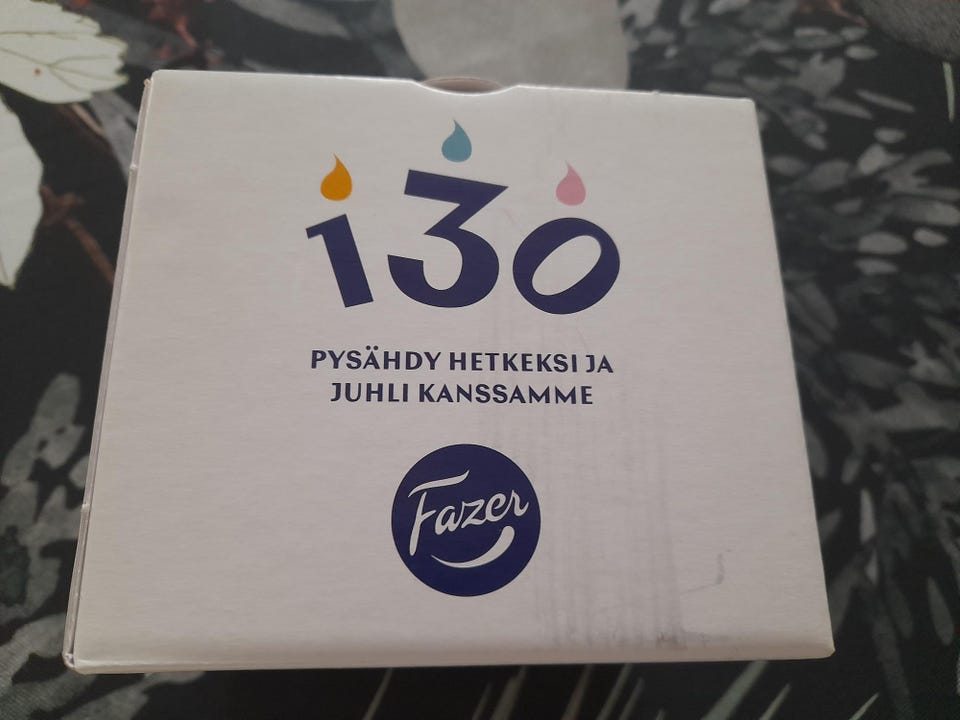 130
PYSÄHDY HETKEKSI JA
JUHLI KANSSAMME
Fazer